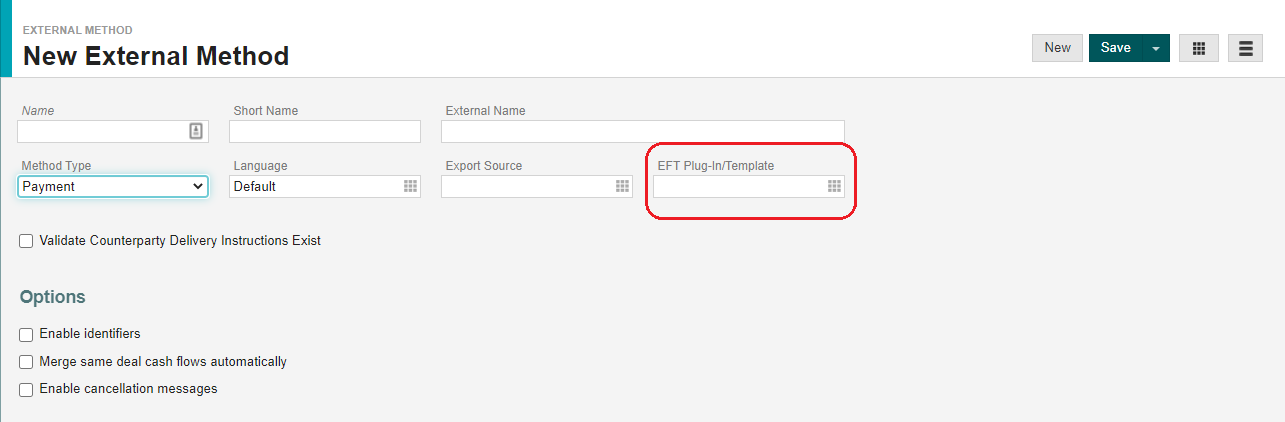 EXTERNAL METHOD
New External Method
New Save
Name Short Name External Name
Method Type Language Export Source EFT Plug-In/Template
Payment Default
Validate Counterparty Delivery Instructions Exist
Options
Enable identifiers
Merge same deal cash flows automatically
Enable cancellation messages